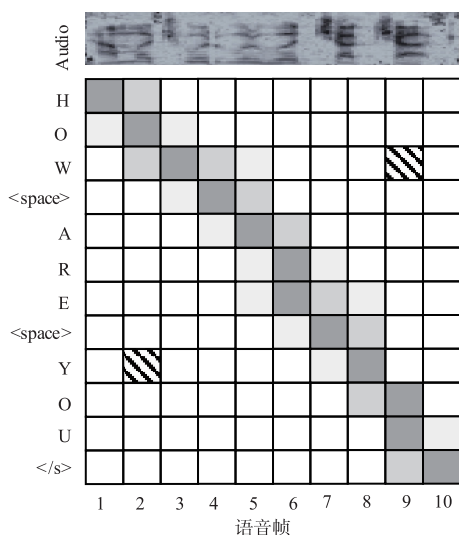 Audio
H
O
W
<space>
A
R
E
<space>
Y
O
U
</s>
1 2 3 4 5 6 7 8 9 10
语音帧